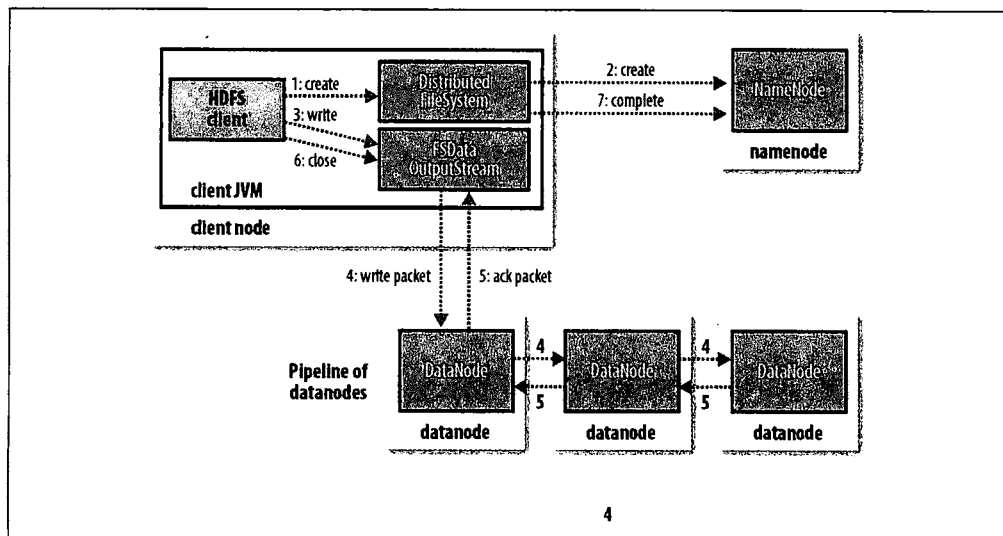 1: create
2: create
HDFS
client
Distributed
FileSystem
NameNode
3: write
7: complete
6: close
FSData
OutputStream
namenode
client JVM
client node
4: write packet
5: ack packet
Pipeline of
datanodes
DataNode
4
DataNode
4
DataNode
5
5
datanode
datanode
datanode
4